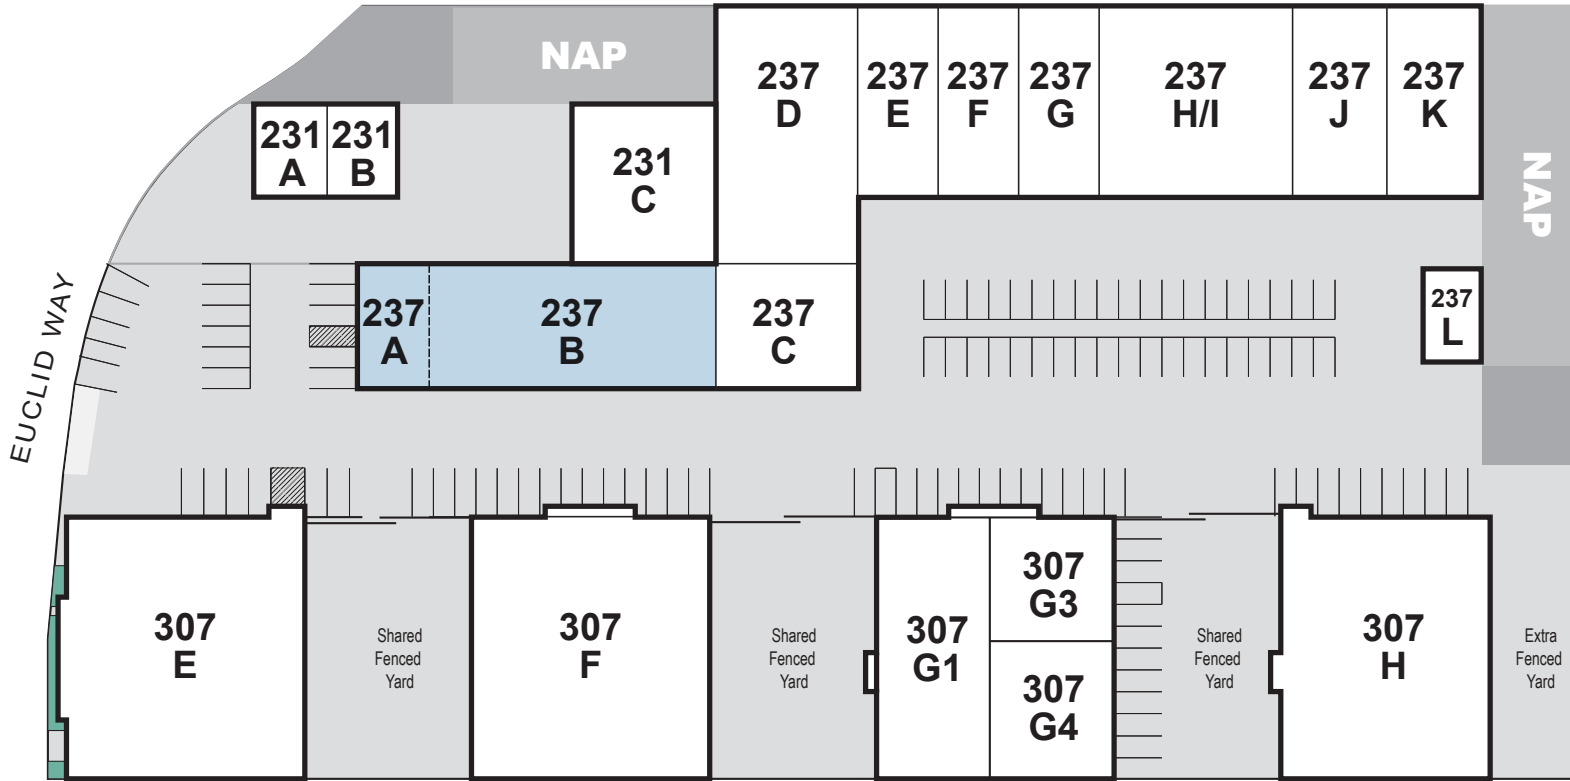 NAP
237
D
237
E
237
F
237
G
237
H/I
237
J
237
K
231
A
231
B
231
C
NAP
EUCLID WAY
237
A
237
B
237
C
237
L
307
E
Shared
Fenced
Yard
307
F
Shared
Fenced
Yard
307
G1
307
G3
307
G4
Shared
Fenced
Yard
307
H
Extra
Fenced
Yard